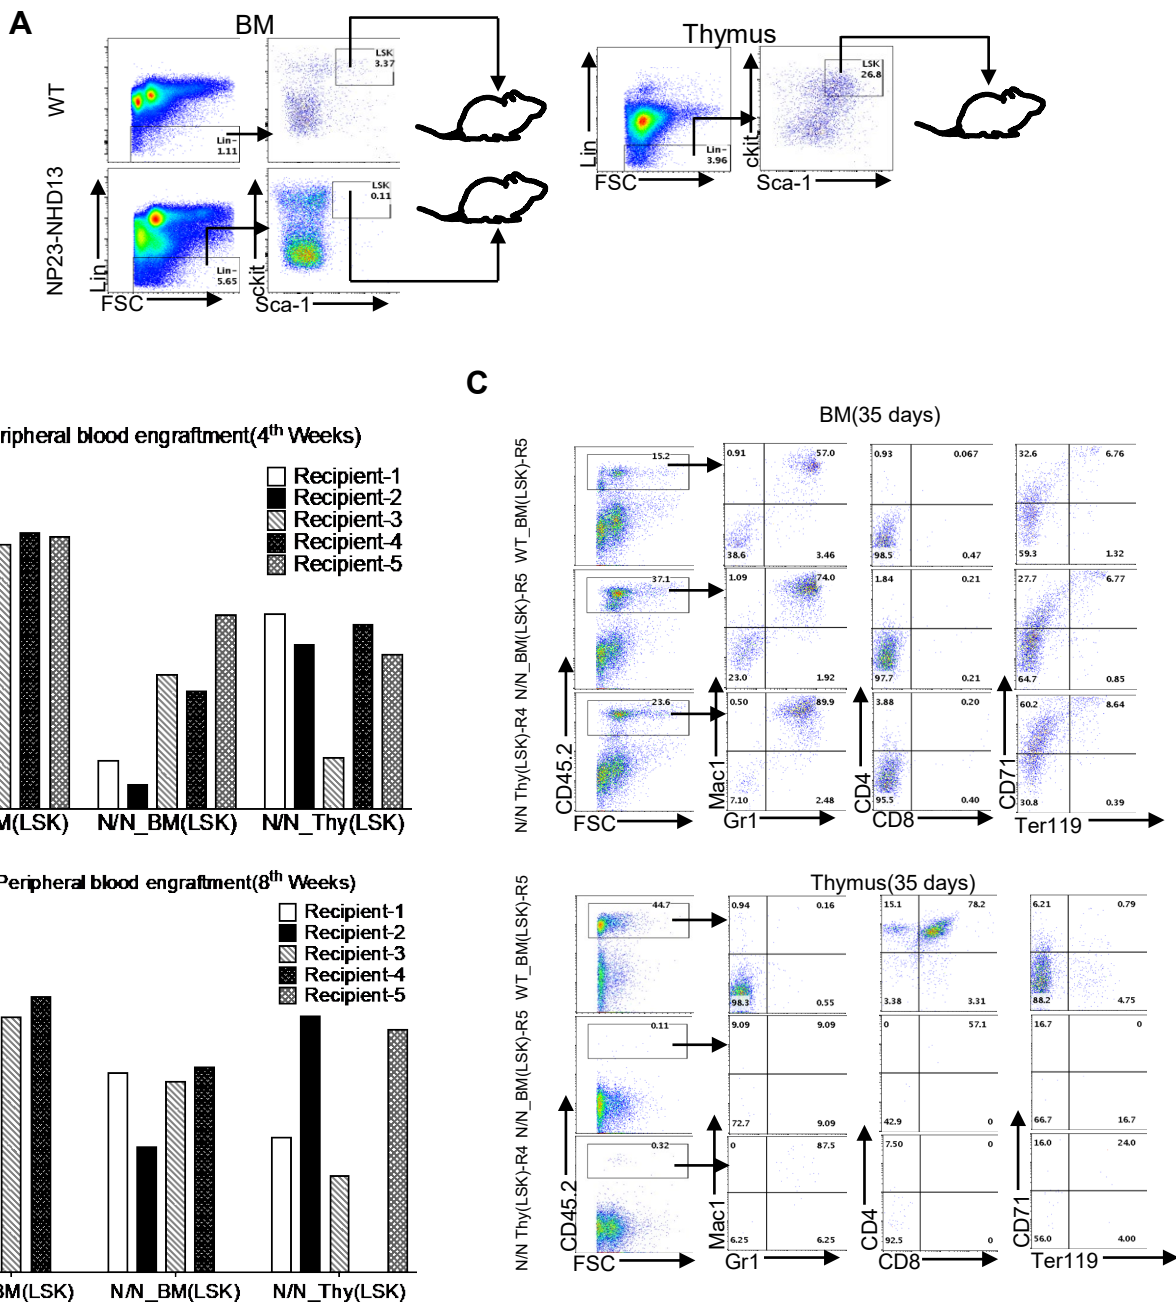 A
BM
Thymus
WT
LSK
3.37
Lin-
1.11
NP23-NHD13
Lin
LSK
0.11
Lin-
5.65
ckit
FSC
Sca-1
Lin
Lin-
3.96
FSC
ckit
LSK
26.8
Sca-1
ripheral blood engraftment(4th Weeks)
Recipient-1
Recipient-2
Recipient-3
Recipient-4
Recipient-5
M(LSK) N/N_BM(LSK) N/N_Thy(LSK)
Peripheral blood engraftment(8th Weeks)
Recipient-1
Recipient-2
Recipient-3
Recipient-4
Recipient-5
BM(LSK) N/N_BM(LSK) N/N_Thy(LSK)
C
BM(35 days)
WT_BM(LSK)-R5
15.2
0.91 57.0
38.6 3.46
0.93 0.067
98.5 0.47
32.6 6.76
59.3 1.32
N/N_BM(LSK)-R5
37.1
1.09 74.0
23.0 1.92
1.84 0.21
97.7 0.21
27.7 6.77
64.7 0.85
N/N Thy(LSK)-R4
23.6
0.50 89.9
7.10 2.48
3.88 0.20
95.5 0.40
60.2 8.64
30.8 0.39
CD45.2
FSC
Mac1
Gr1
CD4
CD8
CD71
Ter119
Thymus(35 days)
WT_BM(LSK)-R5
44.7
0.94 0.16
98.3 0.55
15.1 78.2
3.38 3.31
6.21 0.79
88.2 4.75
N/N_BM(LSK)-R5
0.11
9.09 9.09
72.7 9.09
0 57.1
42.9 0
16.7 0
66.7 16.7
N/N Thy(LSK)-R4
0.32
0 87.5
6.25 6.25
7.50 0
92.5 0
16.0 24.0
56.0 4.00
CD45.2
FSC
Mac1
Gr1
CD4
CD8
CD71
Ter119